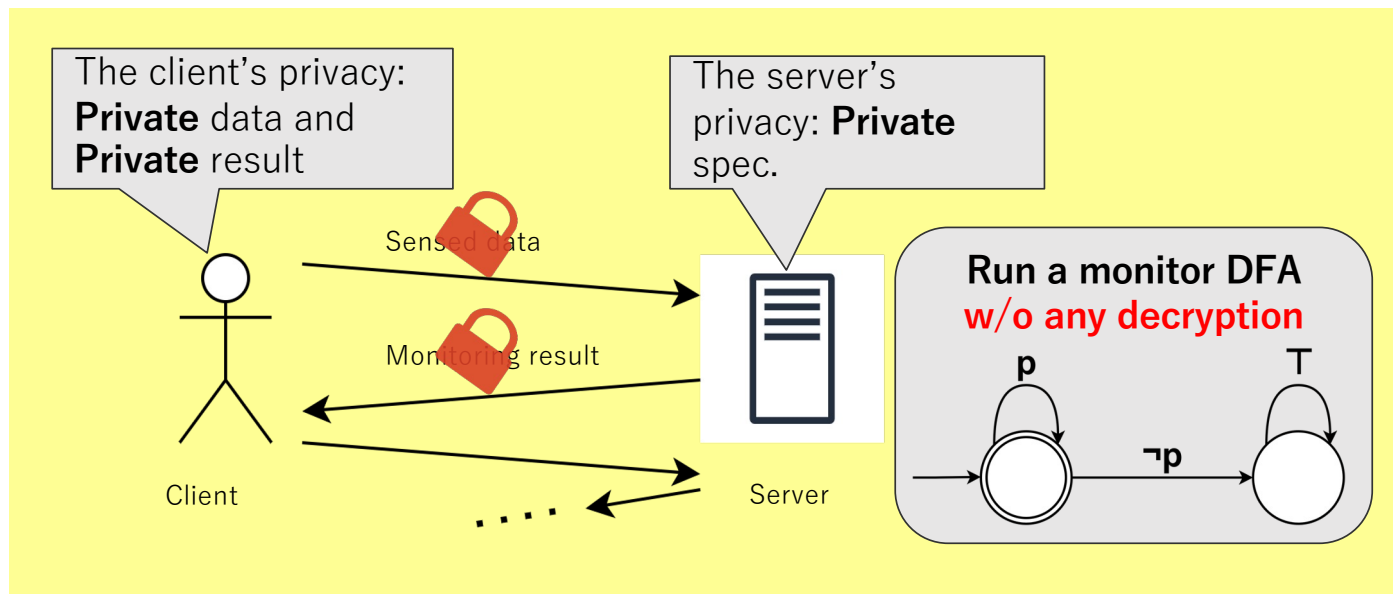 The client's privacy:
Private data and
Private result
The server's
privacy: Private
spec.
Sensed data
Monitoring result
Client
Server
Run a monitor DFA
w/o any decryption
p
⊤
¬p